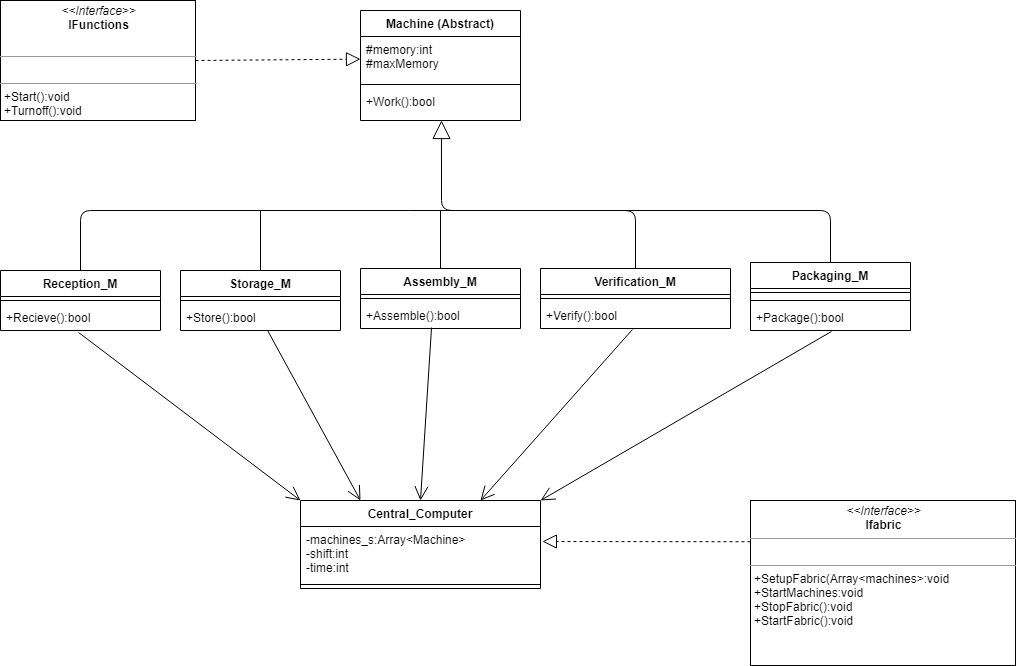 <<Interface>>
IFunctions
+Start():void
+Turnoff():void
Machine (Abstract)
#memory:int
#maxMemory
+Work():bool
Reception_M
+Recieve():bool
Storage_M
+Store():bool
Assembly_M
+Assemble():bool
Verification_M
+Verify():bool
Packaging_M
+Package():bool
Central_Computer
-machines_s:Array<Machine>
-shift:int
-time:int
<<Interface>>
Ifabric
+SetupFabric(Array<machines>:void
+StartMachines:void
+StopFabric():void
+StartFabric():void